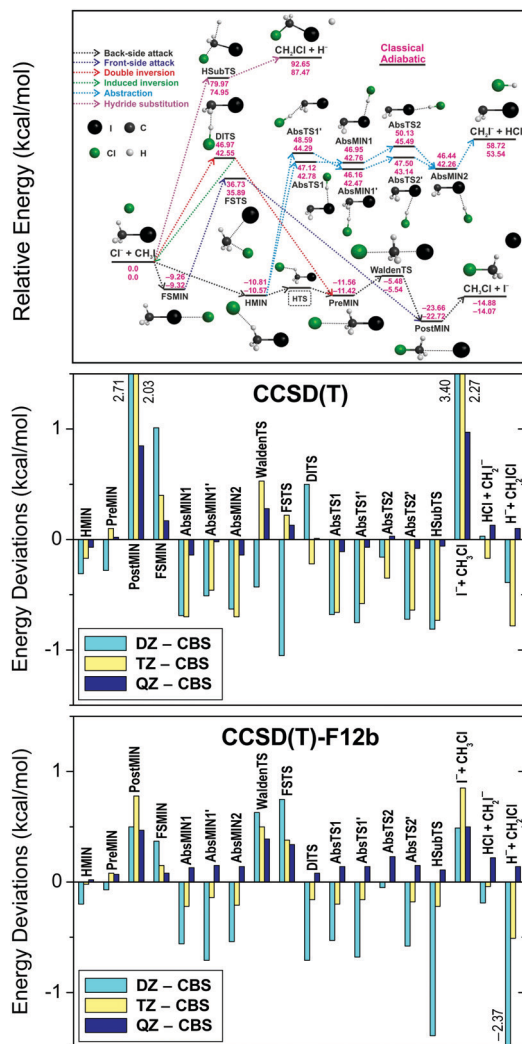 Relative Energy (kcal/mol)
Back-side attack
Front-side attack
Double inversion
Induced inversion
Abstraction
Hydride substitution
I
C
Cl
H
Classical
Adiabatic
HSubTS
79.97
74.95
CH₂ICl + H⁻
92.65
87.47
DITS
46.97
42.55
36.73
35.89
FSTS
AbsTS1'
48.59
44.29
47.12
42.78
AbsTS1
AbsMIN1
46.95
42.76
46.16
42.47
AbsMIN1'
AbsTS2
50.13
45.49
47.50
43.14
AbsTS2'
46.44
42.26
AbsMIN2
CH₂I⁻ + HCl
58.72
53.54
Cl⁻ + CH₃I
0.0
0.0
−9.26
−9.32
FSMIN
−10.81
−10.57
HMIN
HTS
−11.56
−11.42
PreMIN
WaldenTS
−5.48
−5.54
−23.66
−22.72
PostMIN
CH₃Cl + I⁻
−14.88
−14.07
CCSD(T)
Energy Deviations (kcal/mol)
1
0
-1
2.71
2.03
3.40
2.27
HMIN
PreMIN
PostMIN
FSMIN
AbsMIN1
AbsMIN1'
AbsMIN2
WaldenTS
FSTS
DITS
AbsTS1
AbsTS1'
AbsTS2
AbsTS2'
HSubTS
I⁻ + CH₃Cl
HCl + CH₂I⁻
H⁻ + CH₂ICl
DZ – CBS
TZ – CBS
QZ – CBS
CCSD(T)-F12b
Energy Deviations (kcal/mol)
1
0
-1
HMIN
PreMIN
PostMIN
FSMIN
AbsMIN1
AbsMIN1'
AbsMIN2
WaldenTS
FSTS
DITS
AbsTS1
AbsTS1'
AbsTS2
AbsTS2'
HSubTS
I⁻ + CH₃Cl
HCl + CH₂I⁻
H⁻ + CH₂ICl
−2.37
DZ – CBS
TZ – CBS
QZ – CBS